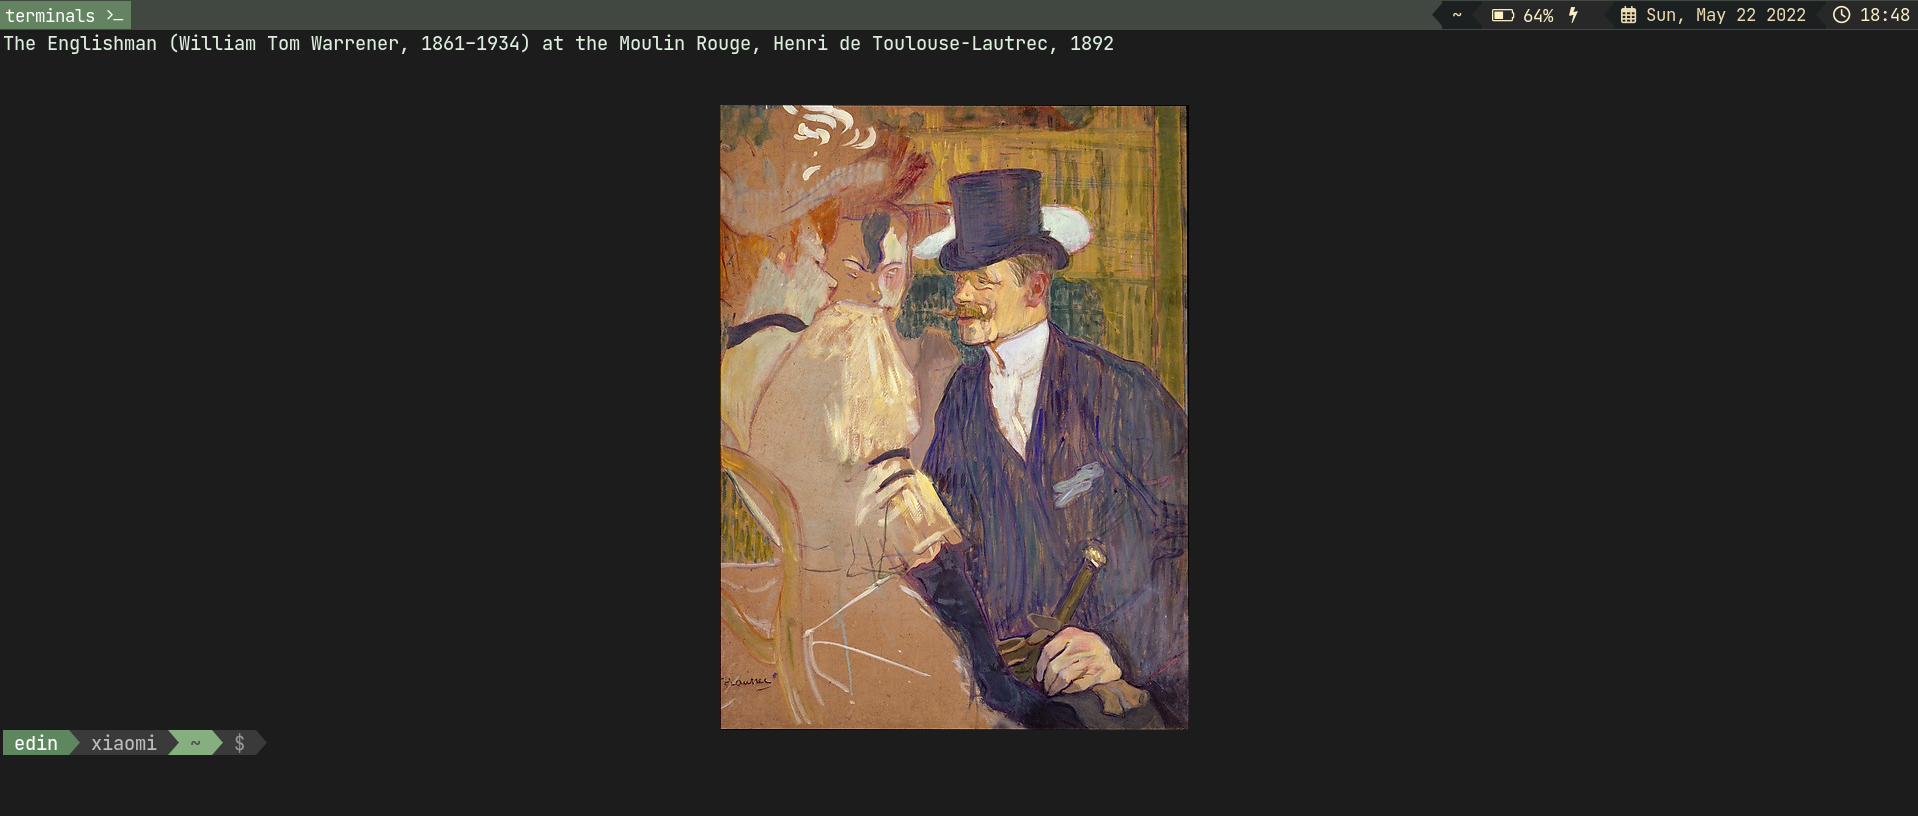 terminals >_
~ 64% Sun, May 22 2022 18:48
The Englishman (William Tom Warrener, 1861–1934) at the Moulin Rouge, Henri de Toulouse-Lautrec, 1892
edin xiaomi ~ $